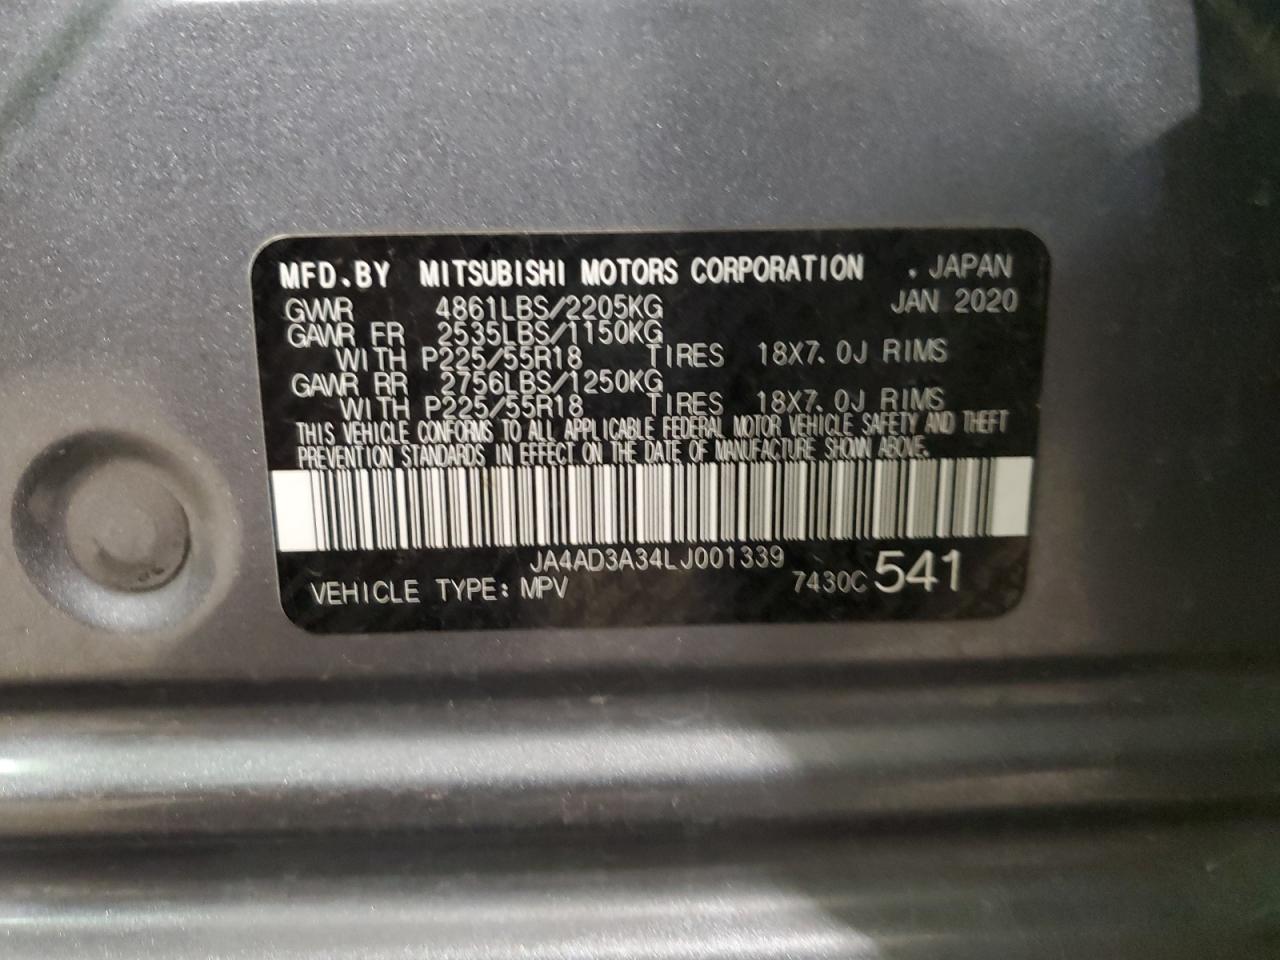 MFD.BY MITSUBISHI MOTORS CORPORATION . JAPAN
GVWR 4861LBS/2205KG JAN 2020
GAWR FR 2535LBS/1150KG
WITH P225/55R18 TIRES 18X7.0J RIMS
GAWR RR 2756LBS/1250KG
WITH P225/55R18 TIRES 18X7.0J RIMS
THIS VEHICLE CONFORMS TO ALL APPLICABLE FEDERAL MOTOR VEHICLE SAFETY AND THEFT
PREVENTION STANDARDS IN EFFECT ON THE DATE OF MANUFACTURE SHOWN ABOVE.
JA4AD3A34LJ001339
VEHICLE TYPE: MPV 7430C 541